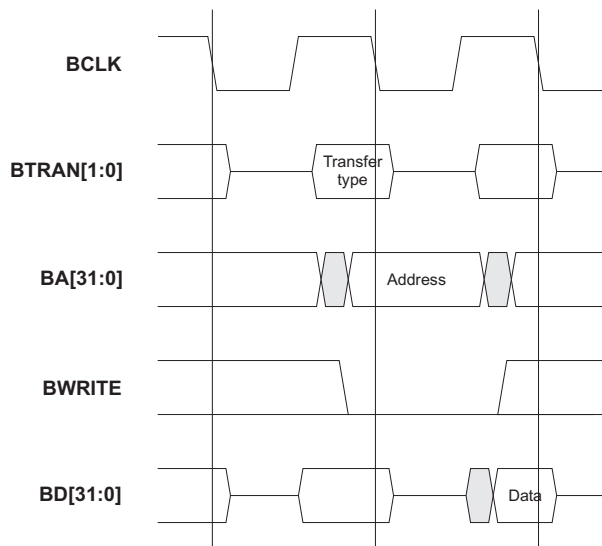 BCLK
BTRAN[1:0]
Transfer
type
BA[31:0]
Address
BWRITE
BD[31:0]
Data